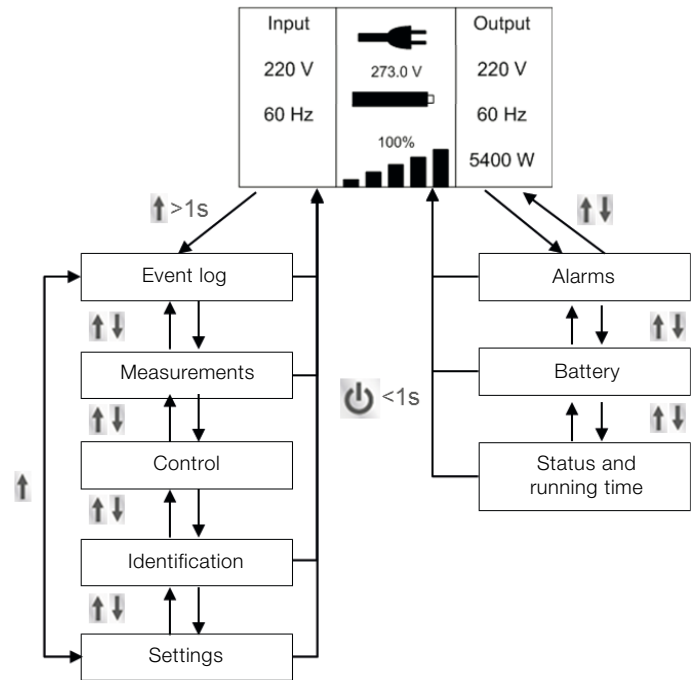 Input
220 V
60 Hz
273.0 V
100%
Output
220 V
60 Hz
5400 W
>1s
Event log
Measurements
Control
Identification
Settings
<1s
Alarms
Battery
Status and
running time